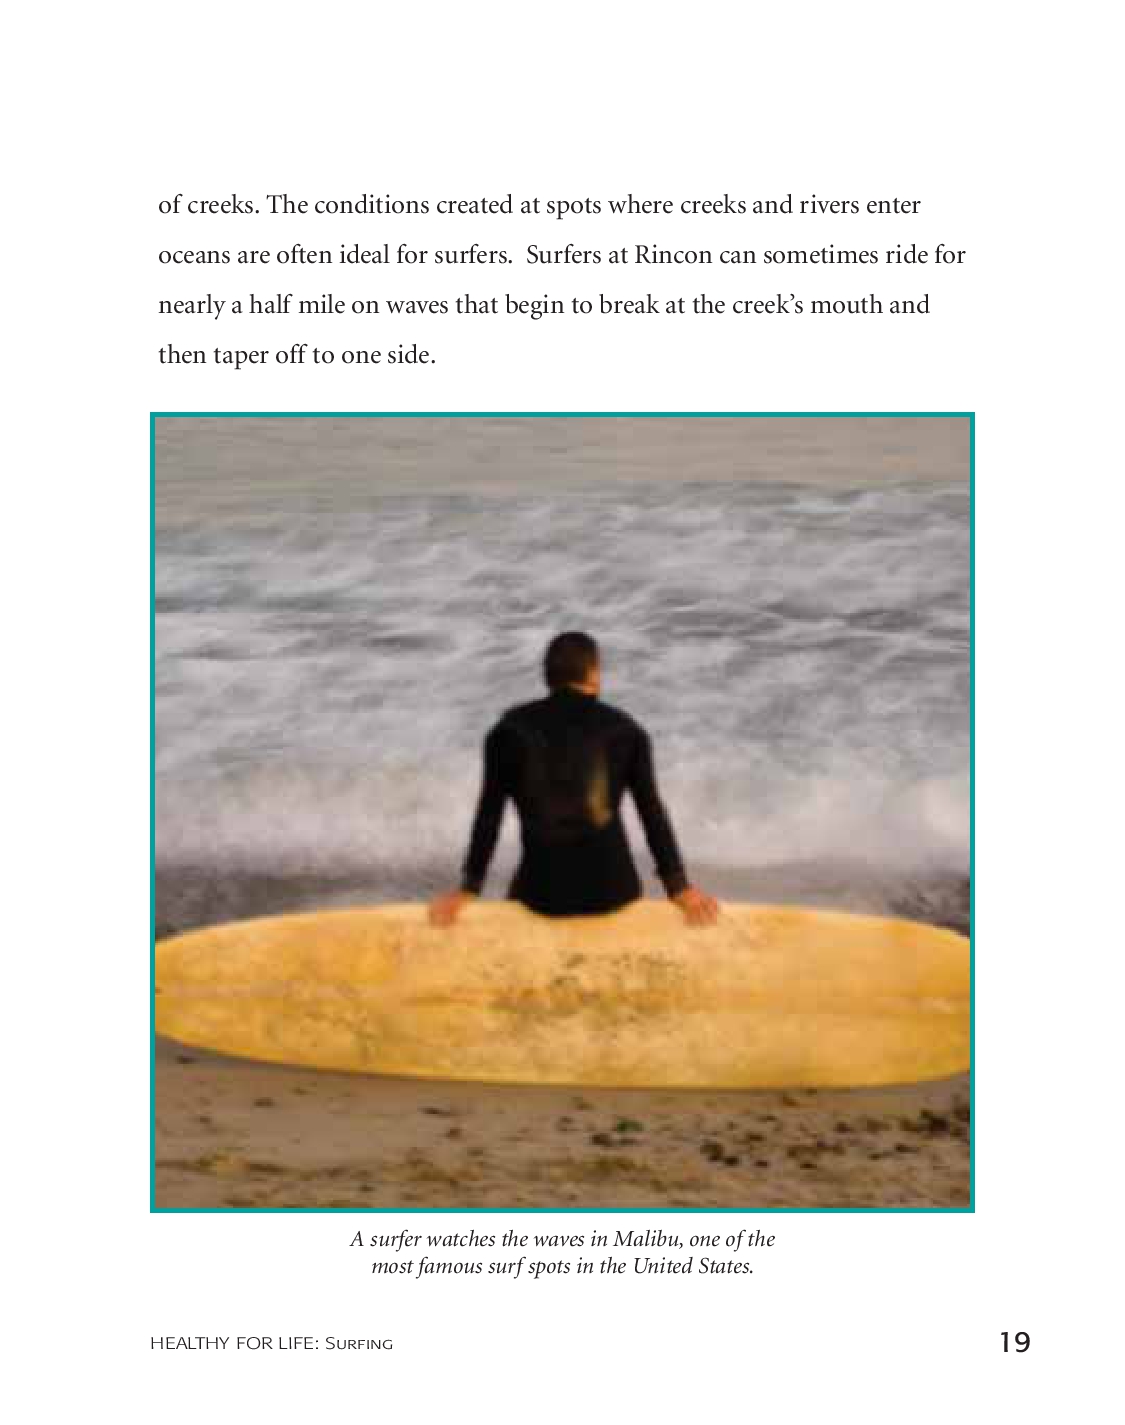 of creeks. The conditions created at spots where creeks and rivers enter
oceans are often ideal for surfers.  Surfers at Rincon can sometimes ride for
nearly a half mile on waves that begin to break at the creek’s mouth and
then taper off to one side.
A surfer watches the waves in Malibu, one of the
most famous surf spots in the United States.
HEALTHY FOR LIFE: Surfing
19